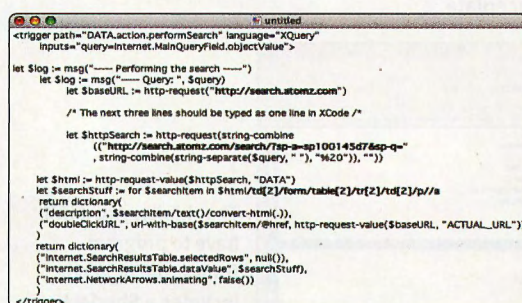 untitled
<trigger path="DATA.action.performSearch" language="XQuery"
inputs="query=Internet.MainQueryField.objectValue">
let $log := msg("----- Performing the search -----")
let $log := msg("----- Query: ", $query)
let $baseURL := http-request("http://search.atomz.com")
/* The next three lines should be typed as one line in XCode /*
let $httpSearch := http-request(string-combine
(("http://search.atomz.com/search/?sp-a=sp100145d7&sp-q="
, string-combine(string-separate($query, " "), "%20")), ""))
let $html := http-request-value($httpSearch, "DATA")
let $searchStuff := for $searchItem in $html/td[2]/form/table[2]/tr[2]/td[2]/p//a
return dictionary(
("description", $searchItem/text()/convert-html(.)),
("doubleClickURL", url-with-base($searchItem/@href, http-request-value($baseURL, "ACTUAL_URL"))
)
return dictionary(
("Internet.SearchResultsTable.selectedRows", null()),
("Internet.SearchResultsTable.dataValue", $searchStuff),
("Internet.NetworkArrows.animating", false())
)
</trigger>